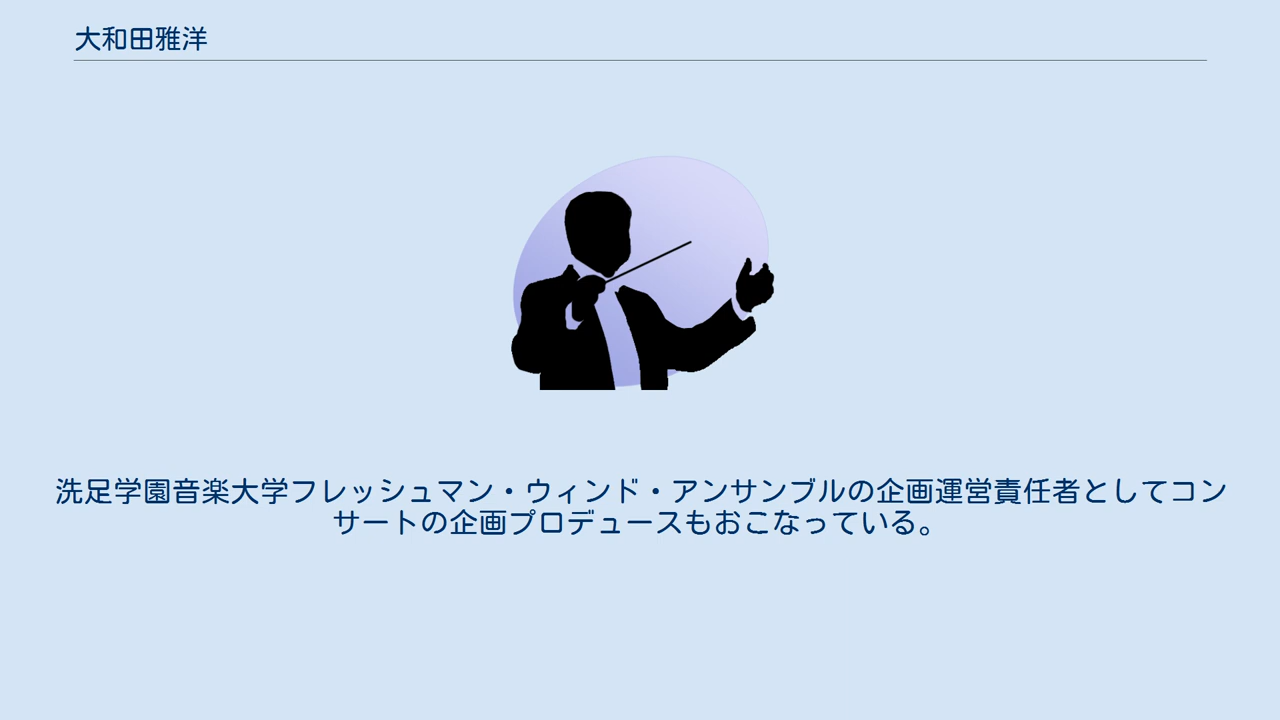 大和田雅洋
洗足学園音楽大学フレッシュマン・ウィンド・アンサンブルの企画運営責任者としてコン
サートの企画プロデュースもおこなっている。